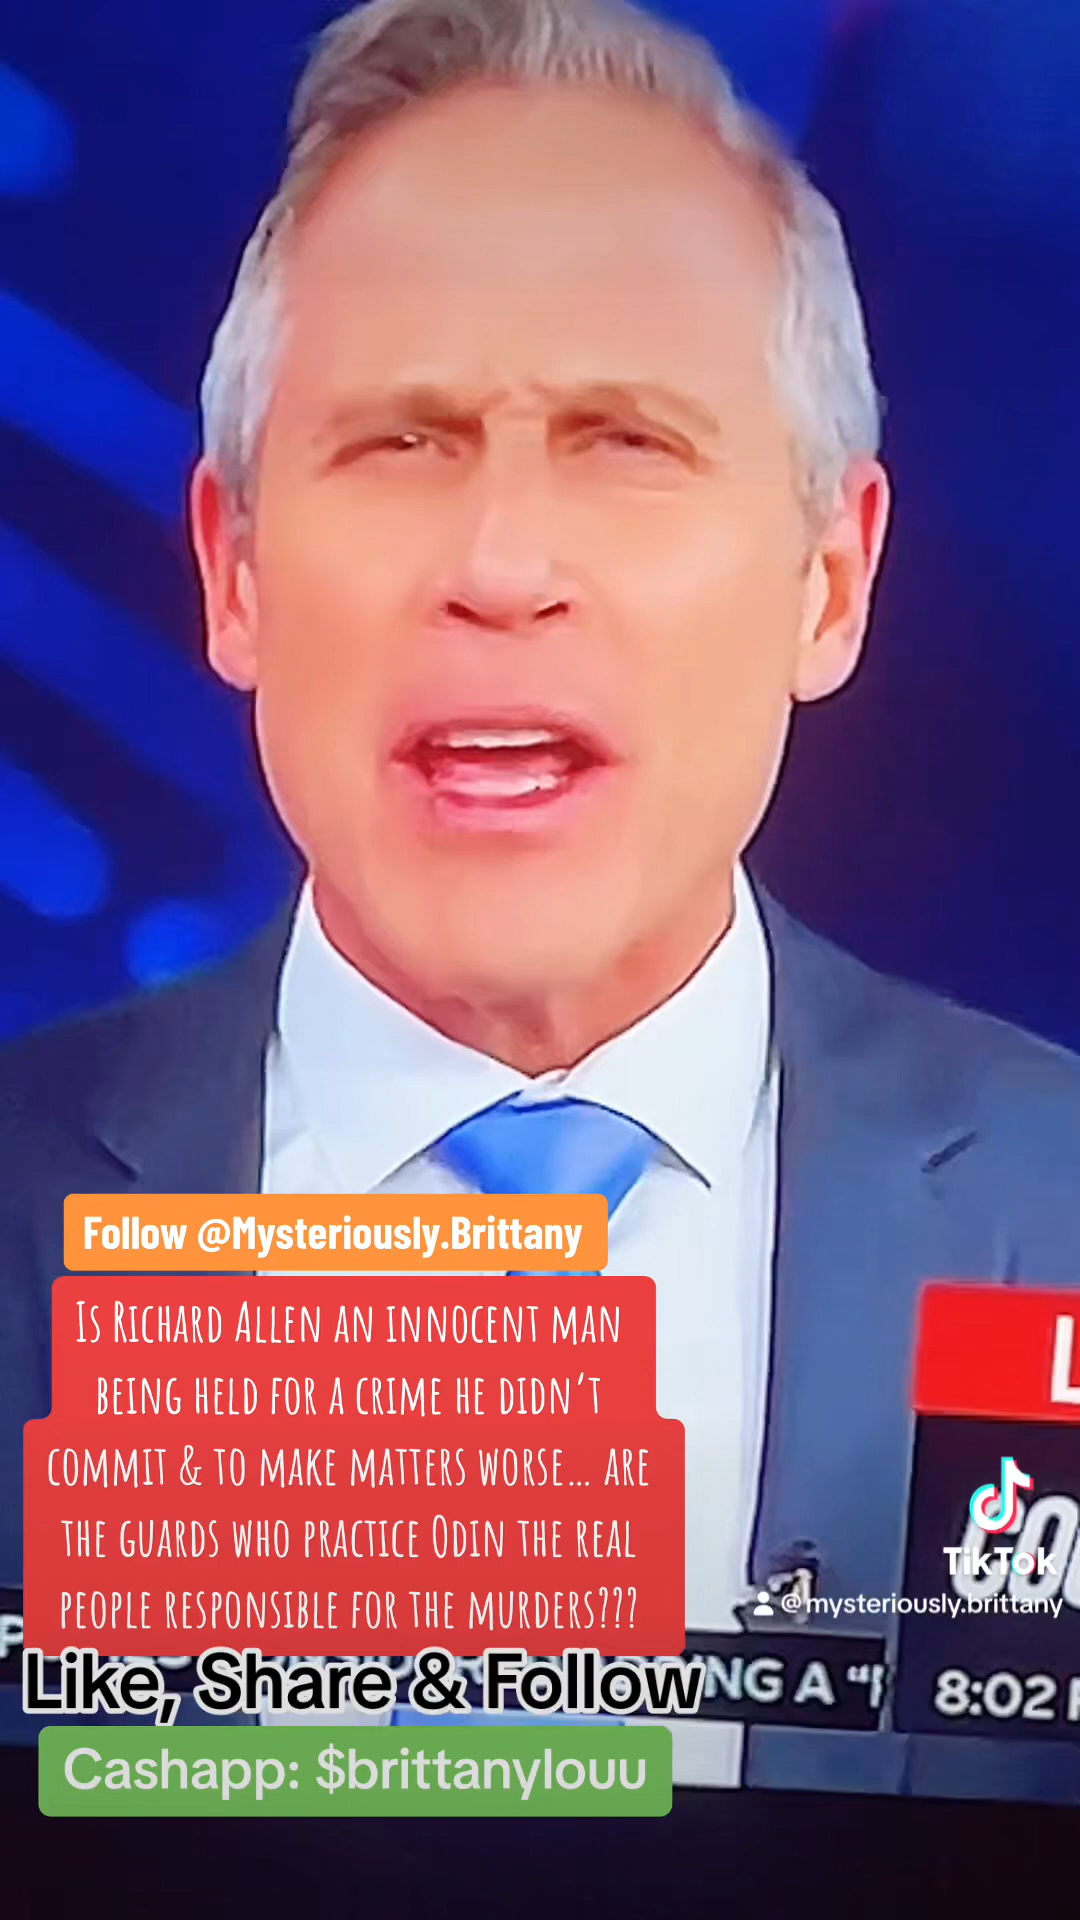 Follow @Mysteriously.Brittany
Is Richard Allen an innocent man
being held for a crime he didn't
commit & to make matters worse... are
the guards who practice Odin the real
people responsible for the murders???
Like, Share & Follow
Cashapp: $brittanylouu
L
TikTok
@mysteriously.brittany
NG A “
8:02